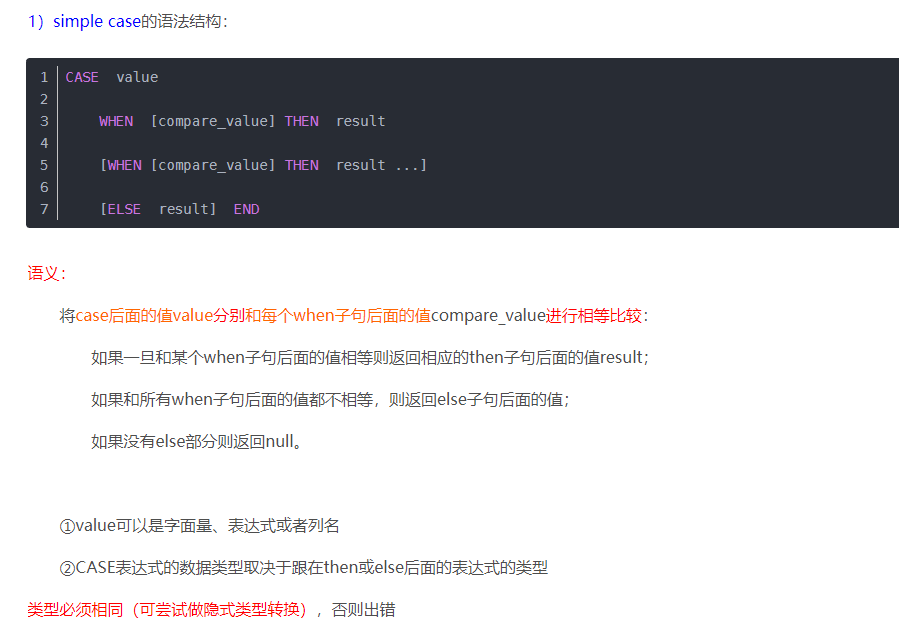 1）simple case的语法结构：
1 CASE  value
2
3     WHEN  [compare_value] THEN  result
4
5     [WHEN [compare_value] THEN  result ...]
6
7     [ELSE  result]  END
语义：
将case后面的值value分别和每个when子句后面的值compare_value进行相等比较：
如果一旦和某个when子句后面的值相等则返回相应的then子句后面的值result；
如果和所有when子句后面的值都不相等，则返回else子句后面的值；
如果没有else部分则返回null。
①value可以是字面量、表达式或者列名
②CASE表达式的数据类型取决于跟在then或else后面的表达式的类型
类型必须相同（可尝试做隐式类型转换），否则出错